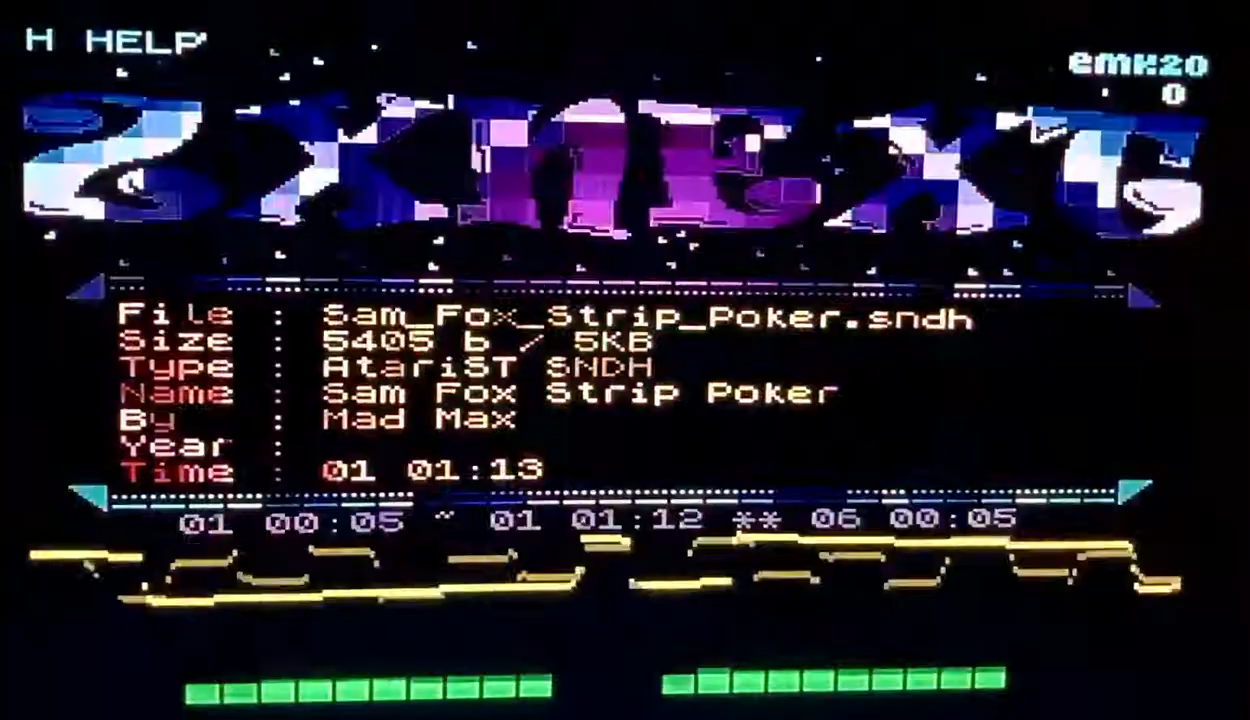 H HELP
emk20
0
File : Sam_Fox_Strip_Poker.sndh
Size : 5405 b / 5KB
Type : AtariST SNDH
Name : Sam Fox Strip Poker
By : Mad Max
Year :
Time : 01 01:13
01 00:05 ~ 01 01:12 ** 06 00:05